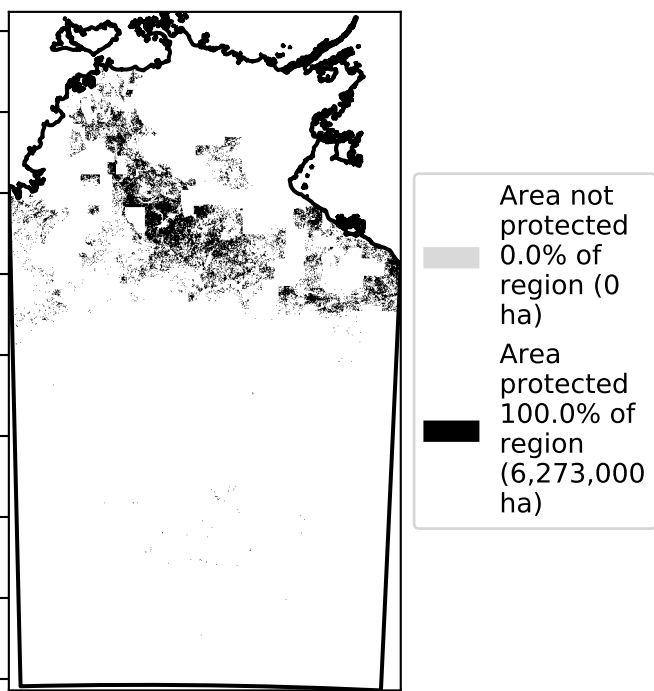 Area not
protected
0.0% of
region (0
ha)
Area
protected
100.0% of
region
(6,273,000
ha)